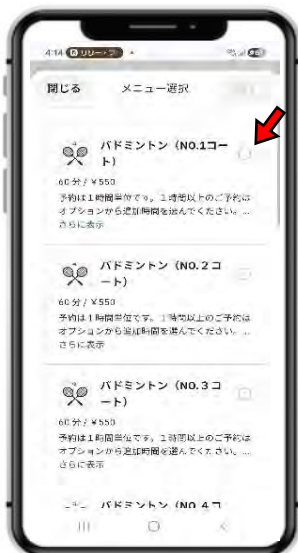 4:14
閉じる メニュー選択
バドミントン（NO.1コー
ト）
60分 / ¥550
予約は1時間単位です。1時間以上のご予約は
オプションから追加時間を選んでください。...
さらに表示
バドミントン（NO.２コ
ート）
60分 / ¥550
予約は1時間単位です。1時間以上のご予約は
オプションから追加時間を選んでください。...
さらに表示
バドミントン（NO.３コ
ート）
60分 / ¥550
予約は1時間単位です。1時間以上のご予約は
オプションから追加時間を選んでください。...
さらに表示
バドミントン（NO.４コ